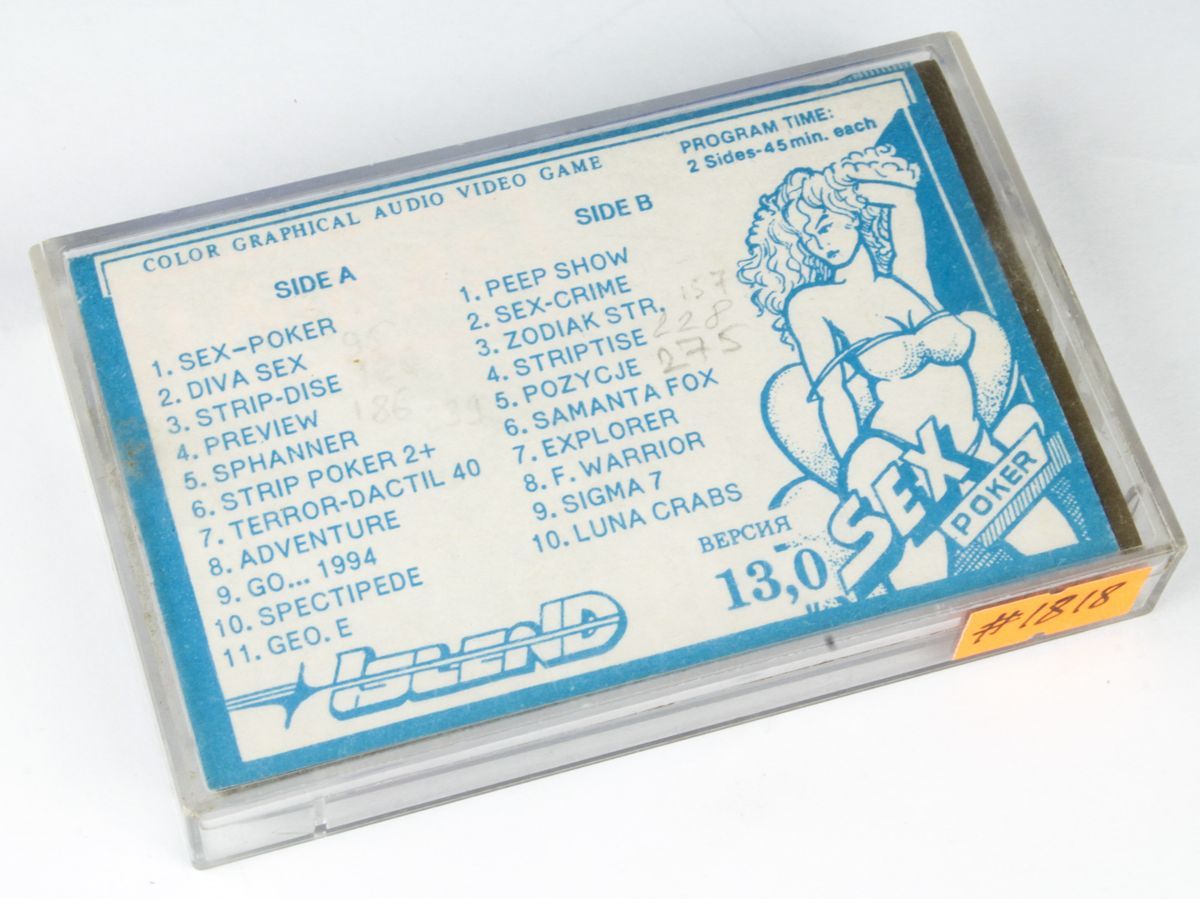 COLOR GRAPHICAL AUDIO VIDEO GAME
PROGRAM TIME:
2 Sides-45 min. each
SIDE A
1. SEX-POKER
2. DIVA SEX
3. STRIP-DISE
4. PREVIEW
5. SPHANNER
6. STRIP POKER 2+
7. TERROR-DACTIL 40
8. ADVENTURE
9. GO... 1994
10. SPECTIPEDE
11. GEO. E
186
SIDE B
1. PEEP SHOW
2. SEX-CRIME
3. ZODIAK STR,
4. STRIPTISE
5. POZYCJE
6. SAMANTA FOX
7. EXPLORER
8. F. WARRIOR
9. SIGMA 7
10. LUNA CRABS
157
228
275
ВЕРСИЯ
13,0
SEX
POKER
ISLEND
#1818